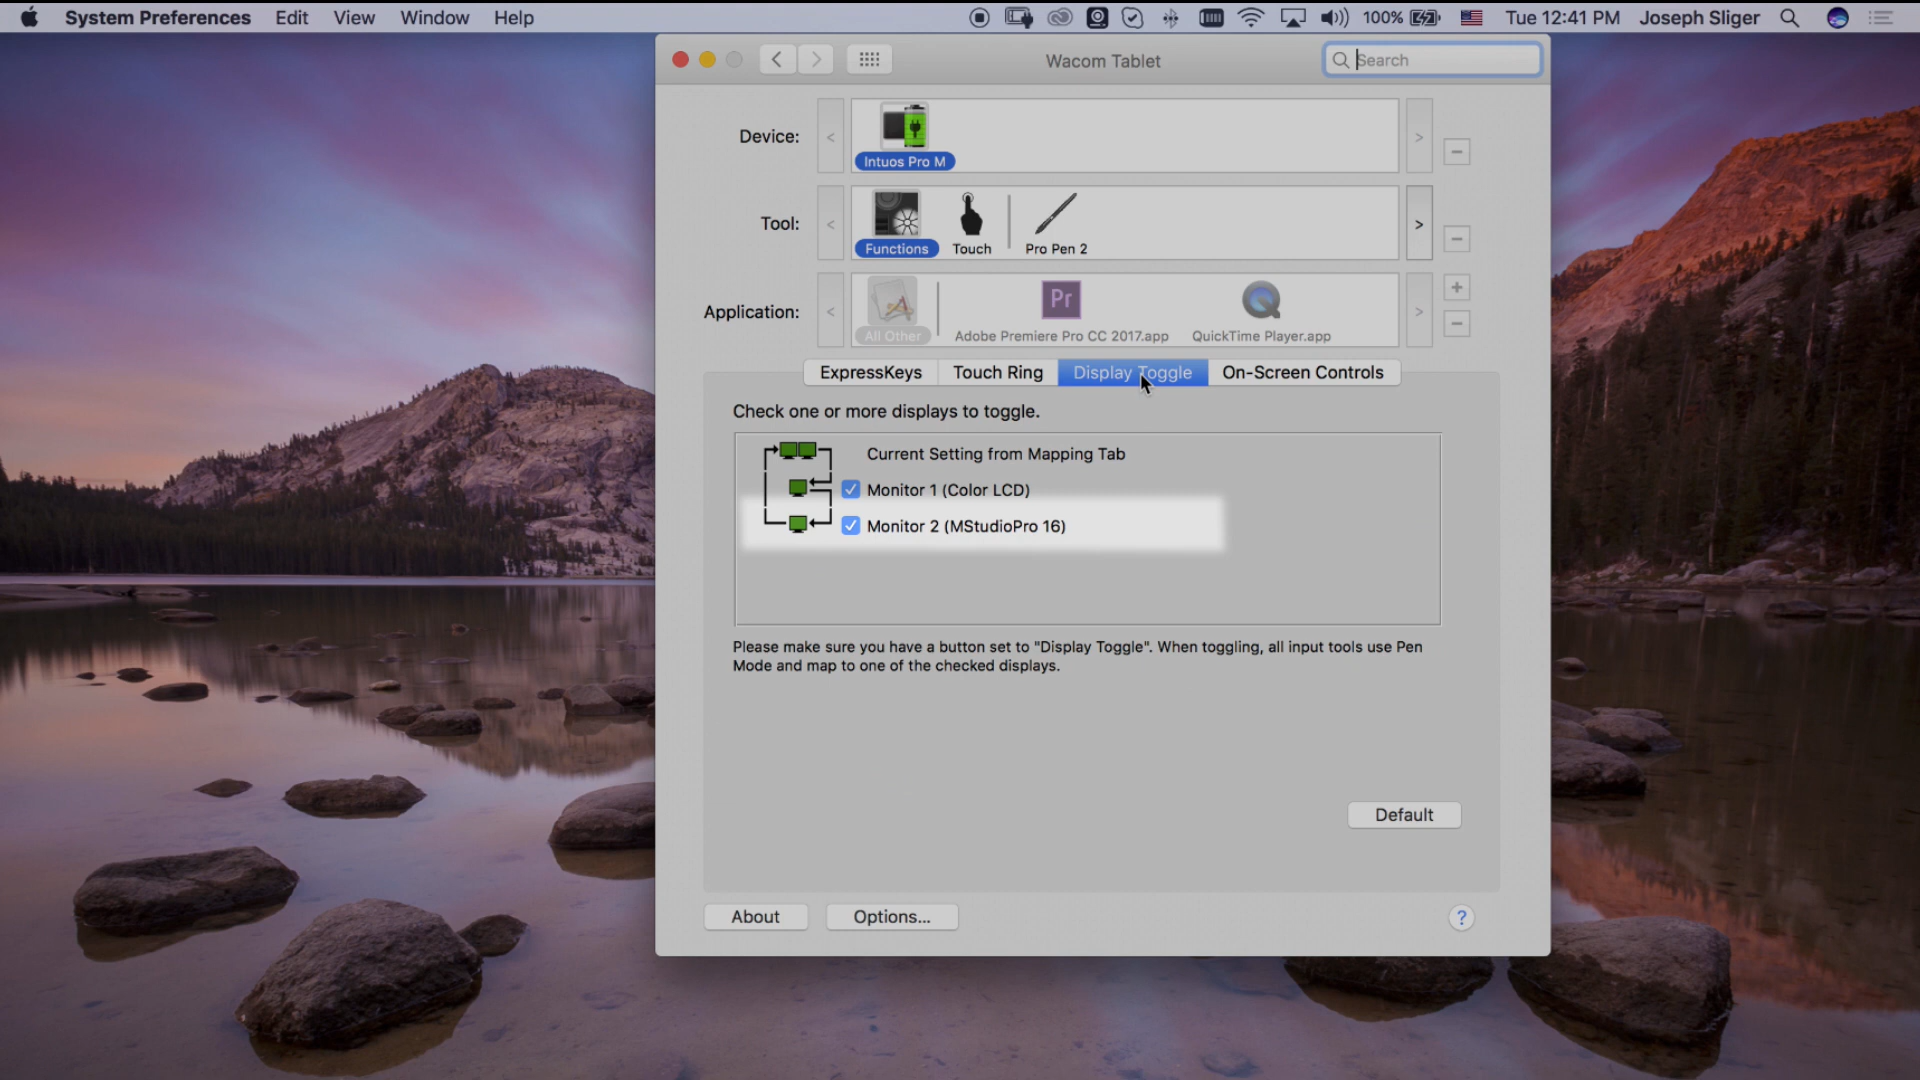 System Preferences Edit View Window Help 100% Tue 12:41 PM Joseph Sliger
Wacom Tablet
Search
Device:
Intuos Pro M
Tool:
Functions Touch Pro Pen 2
Application:
Pr
All Other Adobe Premiere Pro CC 2017.app QuickTime Player.app
ExpressKeys Touch Ring Display Toggle On-Screen Controls
Check one or more displays to toggle.
Current Setting from Mapping Tab
Monitor 1 (Color LCD)
Monitor 2 (MStudioPro 16)
Please make sure you have a button set to "Display Toggle". When toggling, all input tools use Pen
Mode and map to one of the checked displays.
Default
About Options... ?